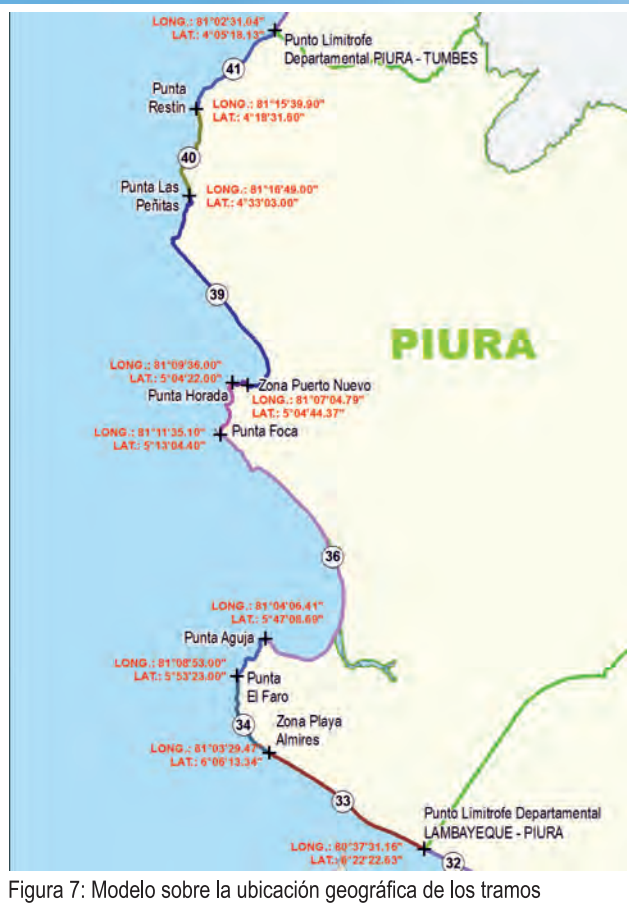 LONG.: 81°02'31.04"
LAT.: 4°05'18.13"
Punto Limitrofe
Departamental PIURA - TUMBES
41
Punta
Restin
LONG.: 81°15'39.90"
LAT.: 4°18'31.60"
40
Punta Las
Peñitas
LONG.: 81°16'49.00"
LAT.: 4°33'03.00"
39
PIURA
LONG.: 81°09'36.00"
LAT.: 5°04'22.00"
Punta Horada
Zona Puerto Nuevo
LONG.: 81°07'04.79"
LAT.: 5°04'44.37"
LONG.: 81°11'35.10"
LAT.: 5°13'04.40"
Punta Foca
36
LONG.: 81°04'06.41"
LAT.: 5°47'08.69"
Punta Aguja
LONG.: 81°08'53.00"
LAT.: 5°53'23.00"
Punta
El Faro
34
Zona Playa
Almires
LONG.: 81°03'29.47"
LAT.: 6°06'13.34"
33
Punto Limitrofe Departamental
LAMBAYEQUE - PIURA
LONG.: 80°37'31.16"
LAT.: 6°22'22.63"
32
Figura 7: Modelo sobre la ubicación geográfica de los tramos